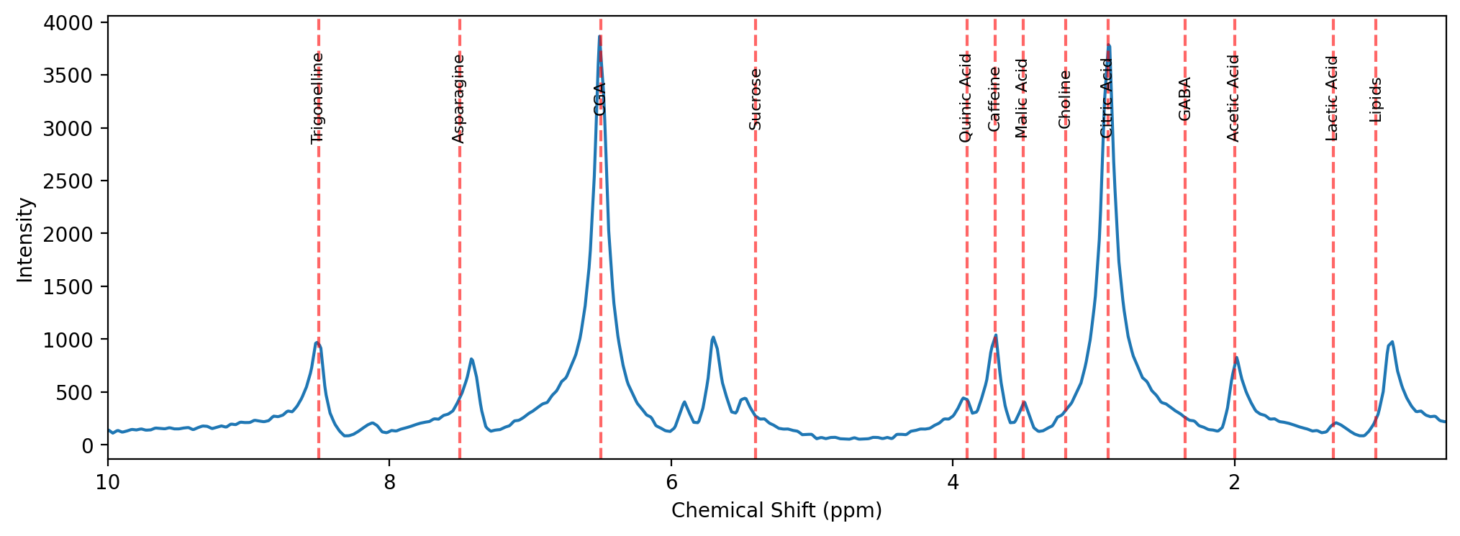 4000
3500
3000
2500
2000
1500
1000
500
0
Intensity
Trigonelline
Asparagine
CGA
Sucrose
Quinic Acid
Caffeine
Malic Acid
Choline
Citric Acid
GABA
Acetic Acid
Lactic Acid
Lipids
10 8 6 4 2
Chemical Shift (ppm)